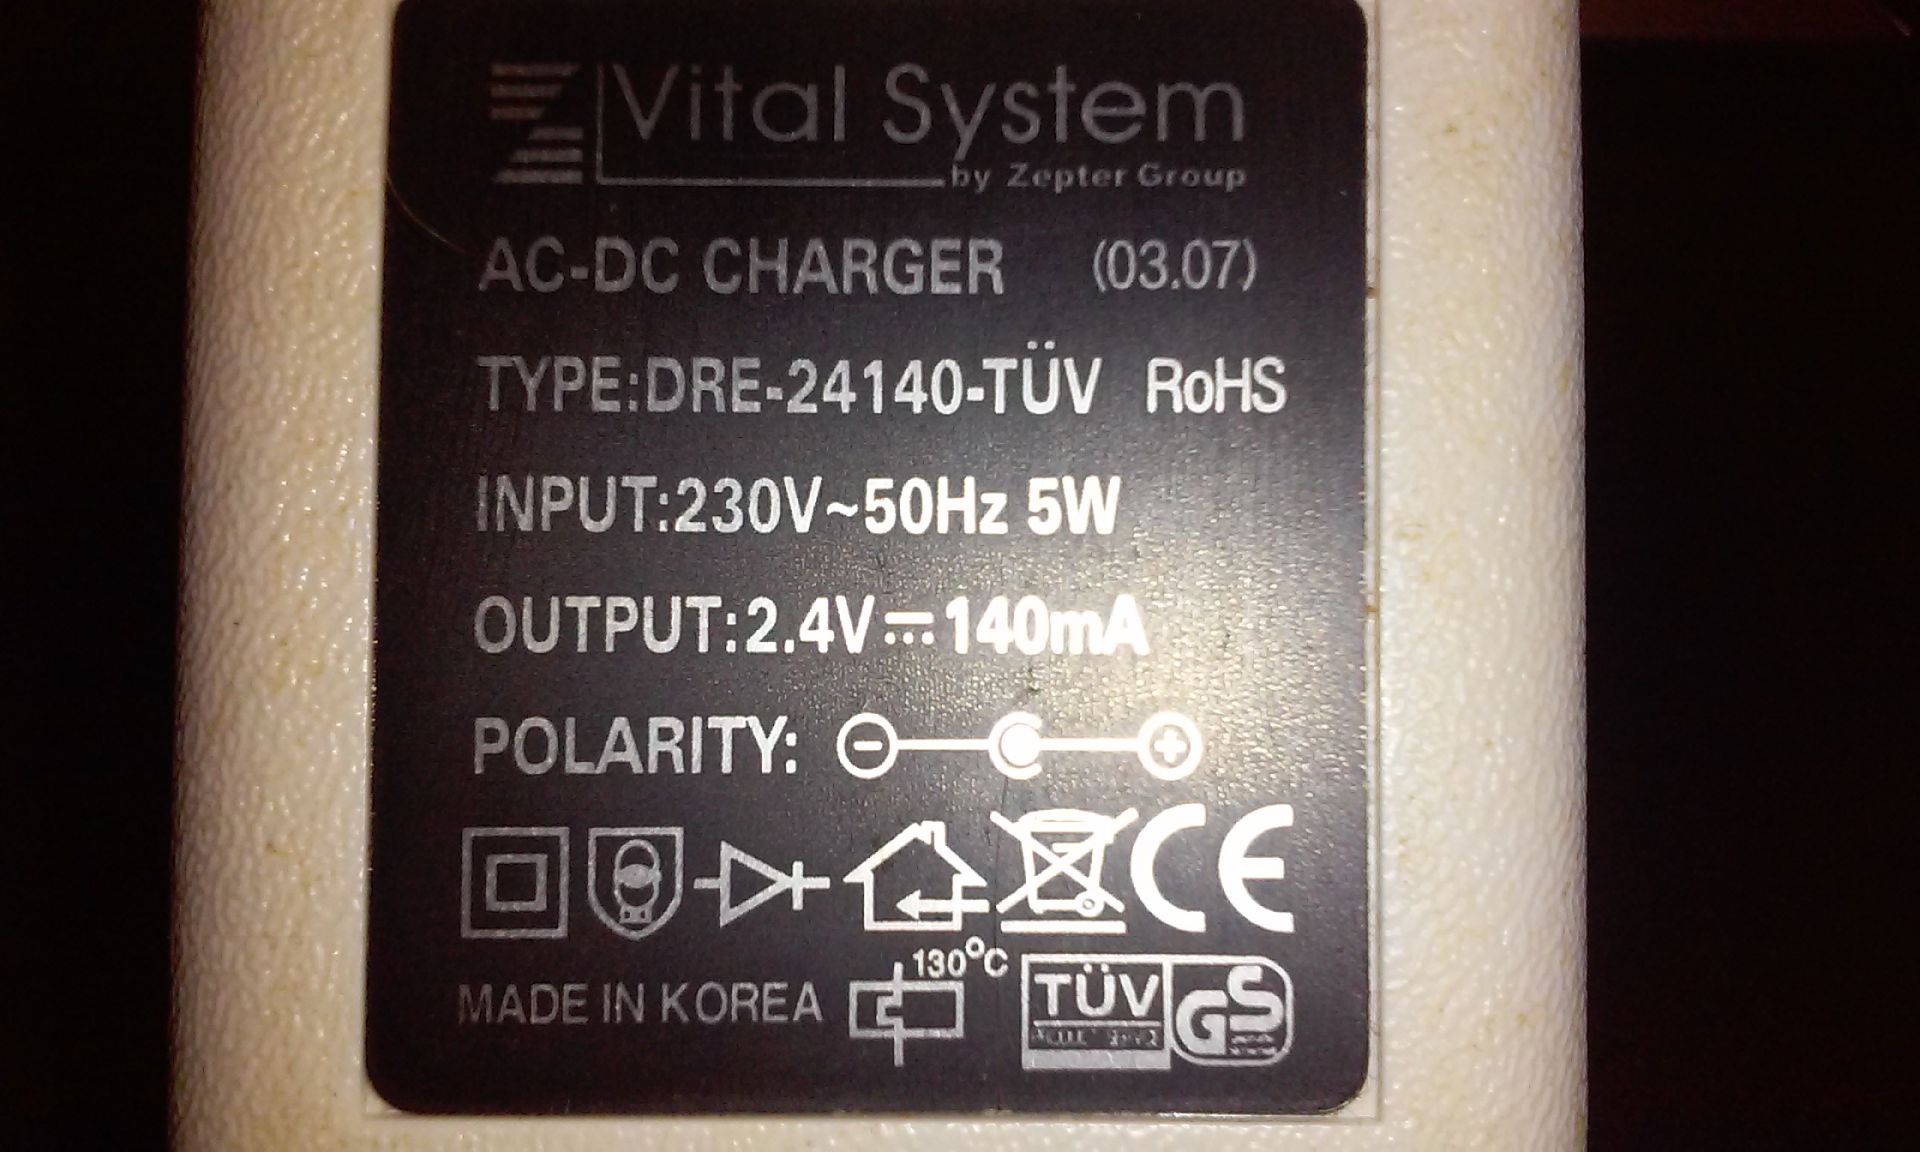 Vital System
by Zepter Group
AC-DC CHARGER (03.07)
TYPE:DRE-24140-TÜV RoHS
INPUT:230V~50Hz 5W
OUTPUT:2.4V⎓140mA
POLARITY:
CE
130°C
MADE IN KOREA
TÜV
GS